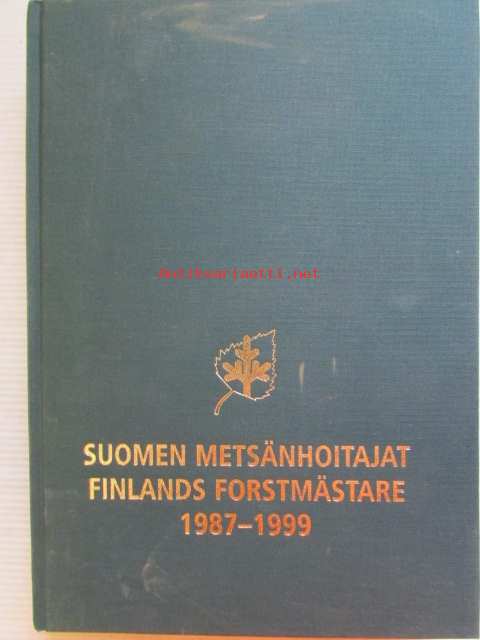 Antikvariaatti.net
SUOMEN METSÄNHOITAJAT
FINLANDS FORSTMÄSTARE
1987–1999